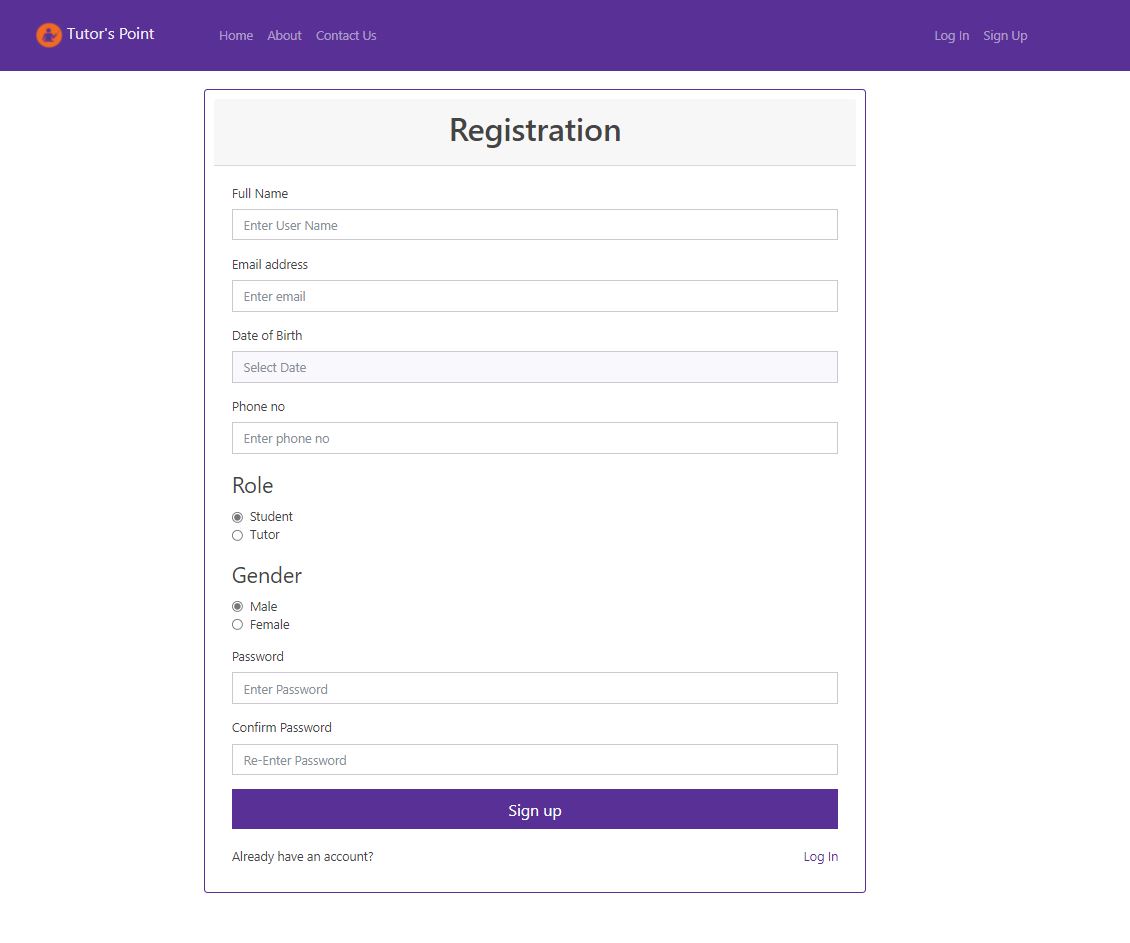 Tutor's Point Home About Contact Us Log In Sign Up
Registration
Full Name
Enter User Name
Email address
Enter email
Date of Birth
Select Date
Phone no
Enter phone no
Role
Student
Tutor
Gender
Male
Female
Password
Enter Password
Confirm Password
Re-Enter Password
Sign up
Already have an account? Log In